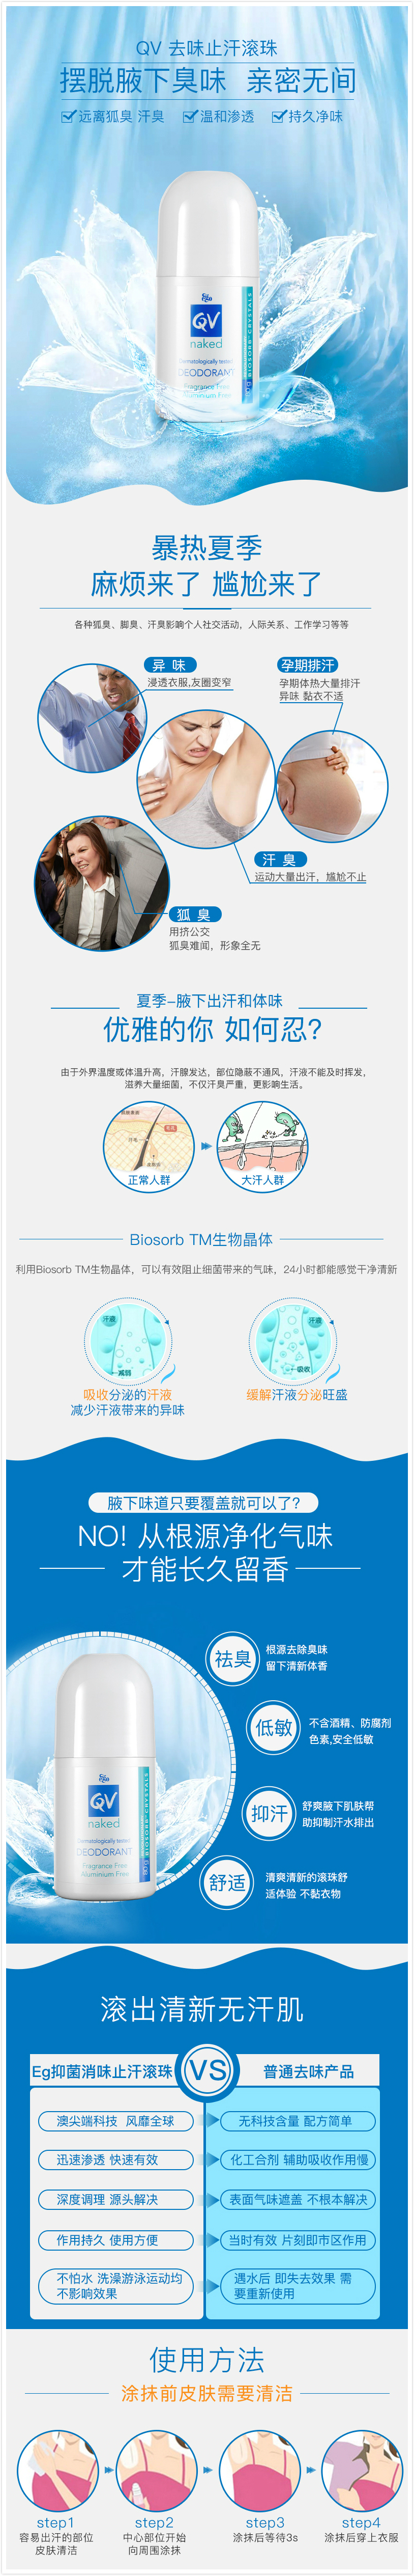 QV 去味止汗滚珠
摆脱腋下臭味 亲密无间
远离狐臭 汗臭 温和渗透 持久净味
ego
QV
naked
Dermatologically tested
DEODORANT
Fragrance Free
Aluminium Free
BIOSORB-CRYSTALS
80g
暴热夏季
麻烦来了 尴尬来了
各种狐臭、脚臭、汗臭影响个人社交活动，人际关系、工作学习等等
异 味
浸透衣服,友圈变窄
孕期排汗
孕期体热大量排汗
异味 黏衣不适
汗 臭
运动大量出汗，尴尬不止
狐 臭
用挤公交
狐臭难闻，形象全无
夏季-腋下出汗和体味
优雅的你 如何忍?
由于外界温度或体温升高，汗腺发达，部位隐蔽不通风，汗液不能及时挥发，
滋养大量细菌，不仅汗臭严重，更影响生活。
正常人群
大汗人群
Biosorb TM生物晶体
利用Biosorb TM生物晶体，可以有效阻止细菌带来的气味，24小时都能感觉干净清新
汗液
减弱
汗液
吸收
吸收分泌的汗液
减少汗液带来的异味
缓解汗液分泌旺盛
腋下味道只要覆盖就可以了?
NO! 从根源净化气味
才能长久留香
祛臭
根源去除臭味
留下清新体香
低敏
不含酒精、防腐剂
色素,安全低敏
抑汗
舒爽腋下肌肤帮
助抑制汗水排出
舒适
清爽清新的滚珠舒
适体验 不黏衣物
ego
QV
naked
Dermatologically tested
DEODORANT
Fragrance Free
Aluminium Free
BIOSORB-CRYSTALS
80g
滚出清新无汗肌
Eg抑菌消味止汗滚珠
VS
普通去味产品
澳尖端科技 风靡全球
无科技含量 配方简单
迅速渗透 快速有效
化工合剂 辅助吸收作用慢
深度调理 源头解决
表面气味遮盖 不根本解决
作用持久 使用方便
当时有效 片刻即市区作用
不怕水 洗澡游泳运动均
不影响效果
遇水后 即失去效果 需
要重新使用
使用方法
涂抹前皮肤需要清洁
step1
容易出汗的部位
皮肤清洁
step2
中心部位开始
向周围涂抹
step3
涂抹后等待3s
step4
涂抹后穿上衣服